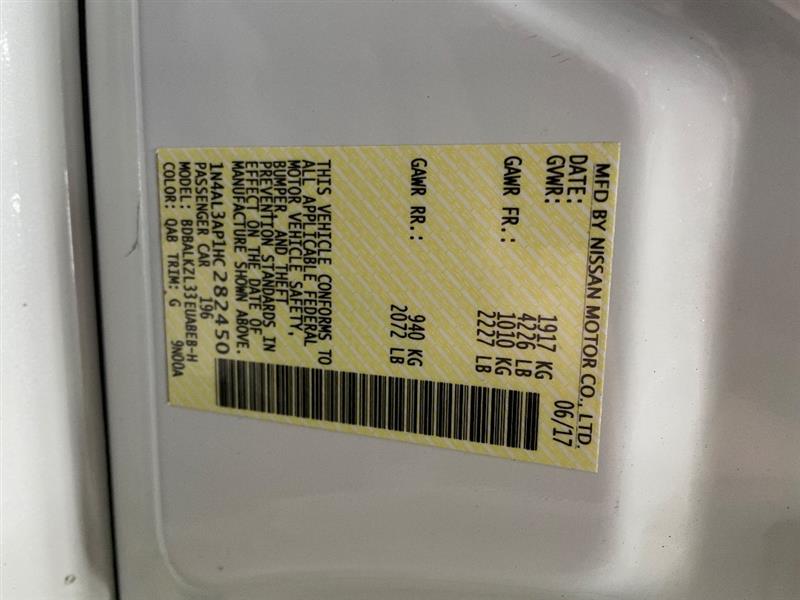 MFD BY NISSAN MOTOR CO., LTD.
DATE: 06/17
GVWR: 1917 KG
4226 LB
GAWR FR.: 1010 KG
2227 LB
GAWR RR.: 940 KG
2072 LB
THIS VEHICLE CONFORMS TO
ALL APPLICABLE FEDERAL
MOTOR VEHICLE SAFETY,
BUMPER, AND THEFT
PREVENTION STANDARDS IN
EFFECT ON THE DATE OF
MANUFACTURE SHOWN ABOVE.
1N4AL3AP1HC282450
PASSENGER CAR 196
MODEL: BDBALKZL33EUABEB-H
COLOR: QAB TRIM: G 9N00A